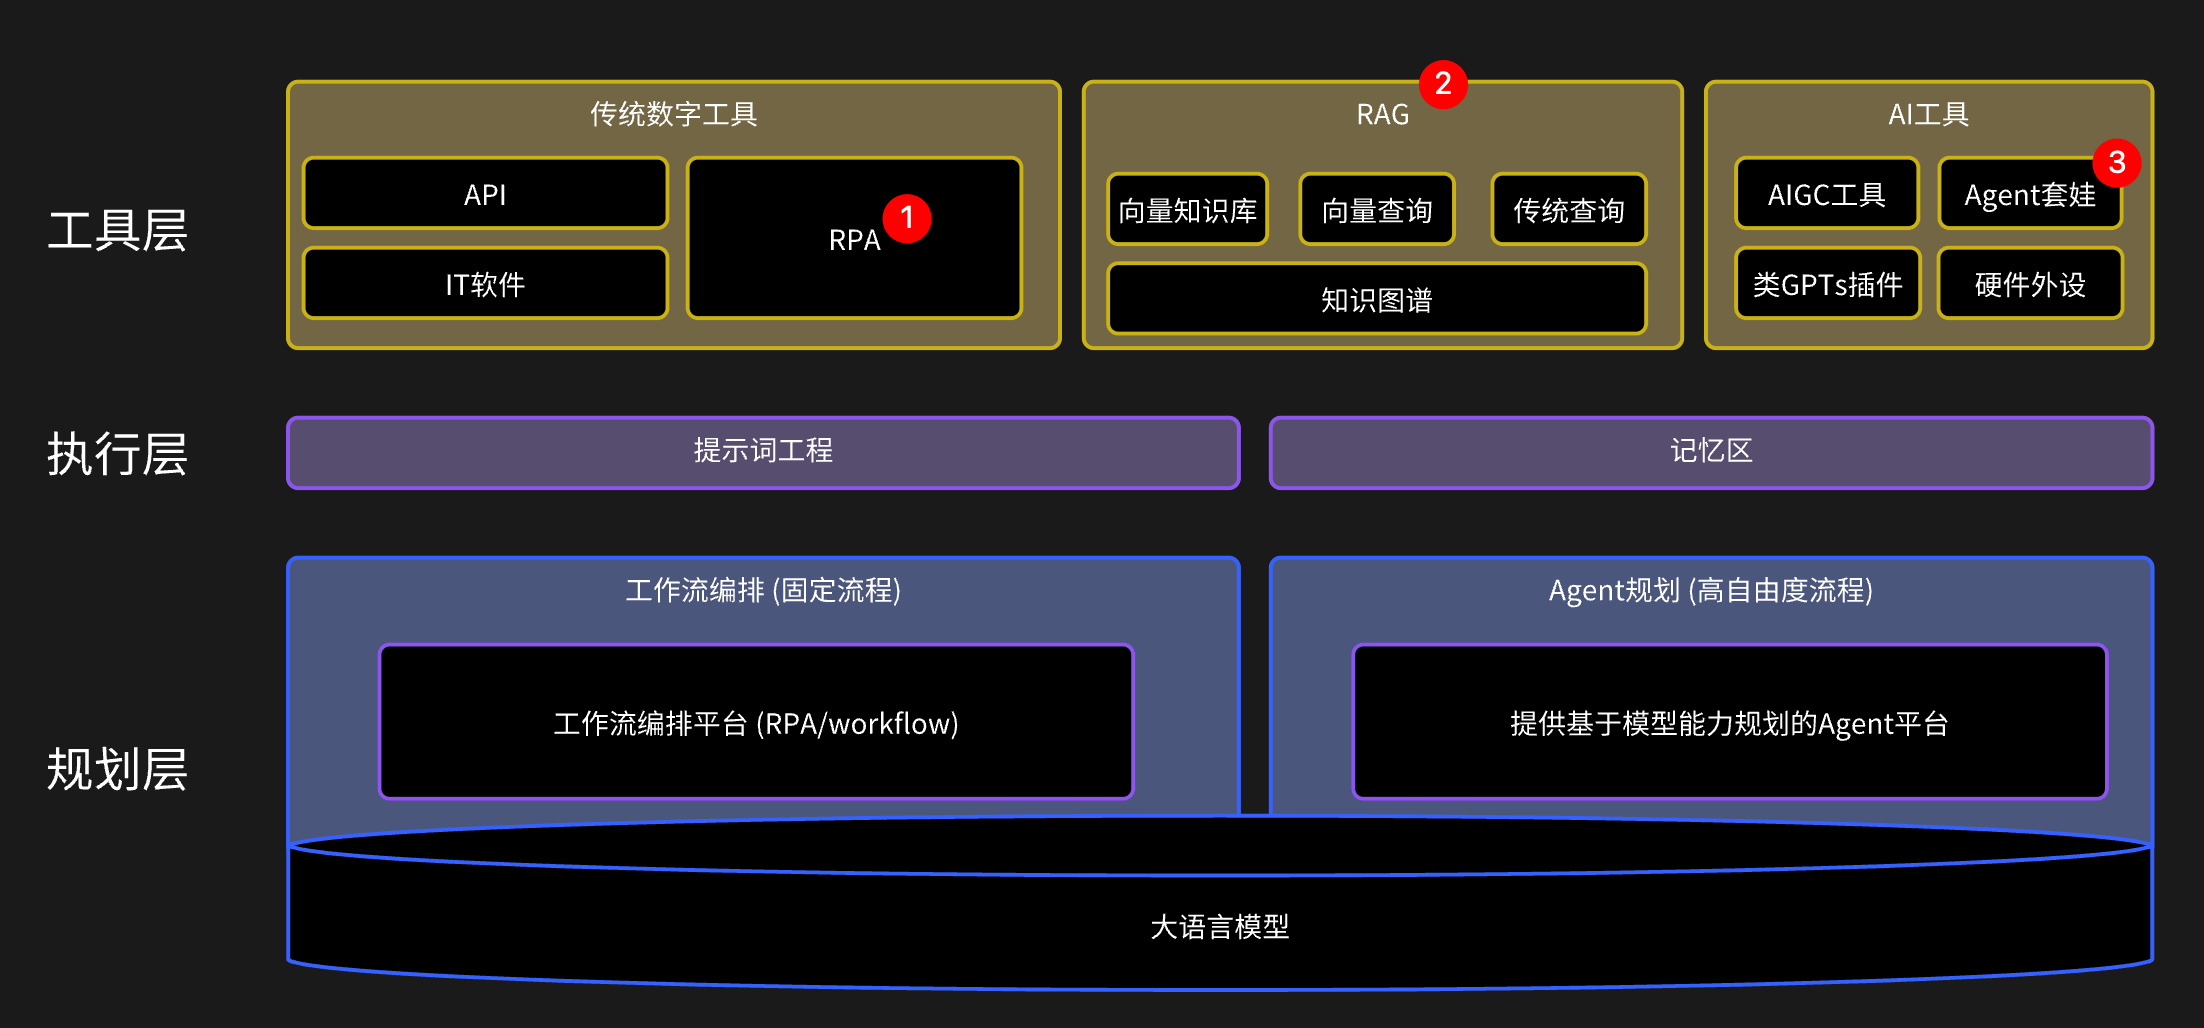 工具层
传统数字工具
API
IT软件
RPA
1
RAG
2
向量知识库
向量查询
传统查询
知识图谱
AI工具
AIGC工具
Agent套娃
3
类GPTs插件
硬件外设
执行层
提示词工程
记忆区
规划层
工作流编排 (固定流程)
工作流编排平台 (RPA/workflow)
Agent规划 (高自由度流程)
提供基于模型能力规划的Agent平台
大语言模型